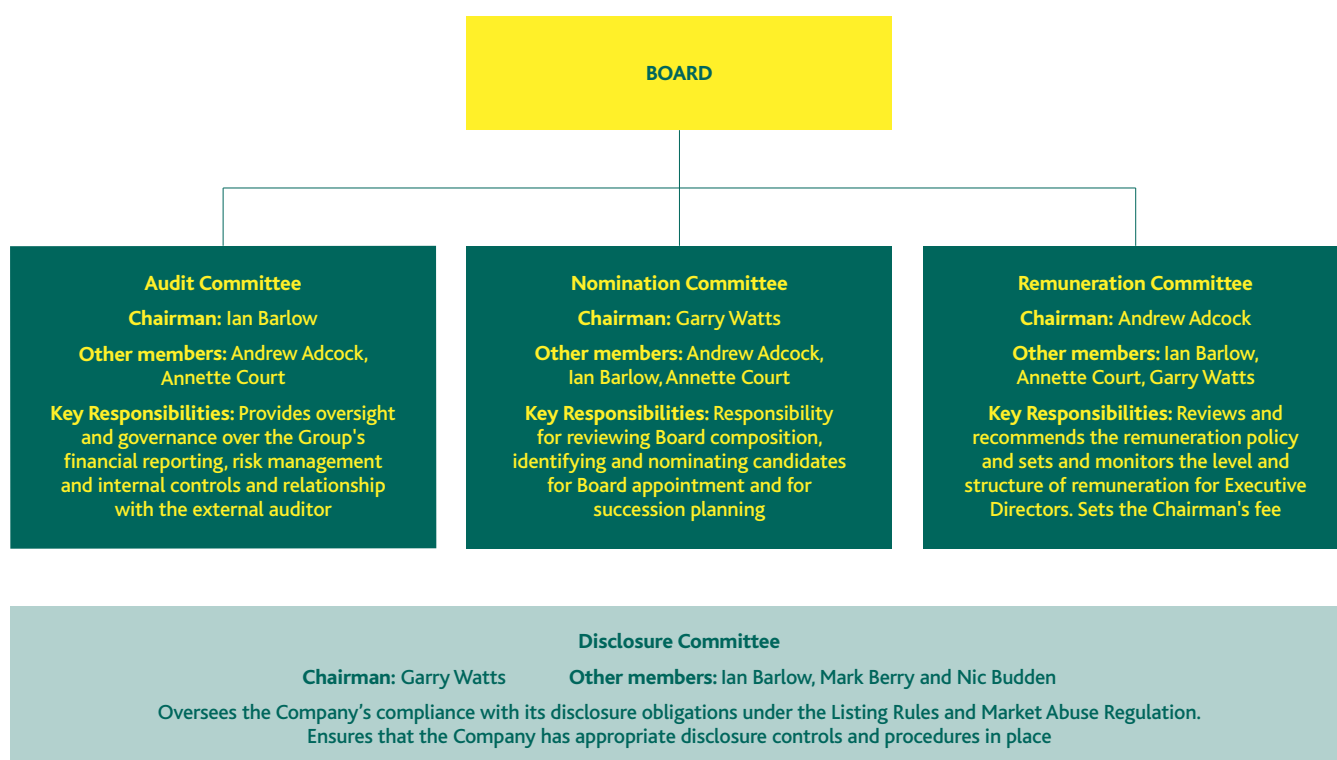 BOARD
Audit Committee
Chairman: Ian Barlow
Other members: Andrew Adcock,
Annette Court
Key Responsibilities: Provides oversight
and governance over the Group's
financial reporting, risk management
and internal controls and relationship
with the external auditor
Nomination Committee
Chairman: Garry Watts
Other members: Andrew Adcock,
Ian Barlow, Annette Court
Key Responsibilities: Responsibility
for reviewing Board composition,
identifying and nominating candidates
for Board appointment and for
succession planning
Remuneration Committee
Chairman: Andrew Adcock
Other members: Ian Barlow,
Annette Court, Garry Watts
Key Responsibilities: Reviews and
recommends the remuneration policy
and sets and monitors the level and
structure of remuneration for Executive
Directors. Sets the Chairman's fee
Disclosure Committee
Chairman: Garry Watts Other members: Ian Barlow, Mark Berry and Nic Budden
Oversees the Company’s compliance with its disclosure obligations under the Listing Rules and Market Abuse Regulation.
Ensures that the Company has appropriate disclosure controls and procedures in place